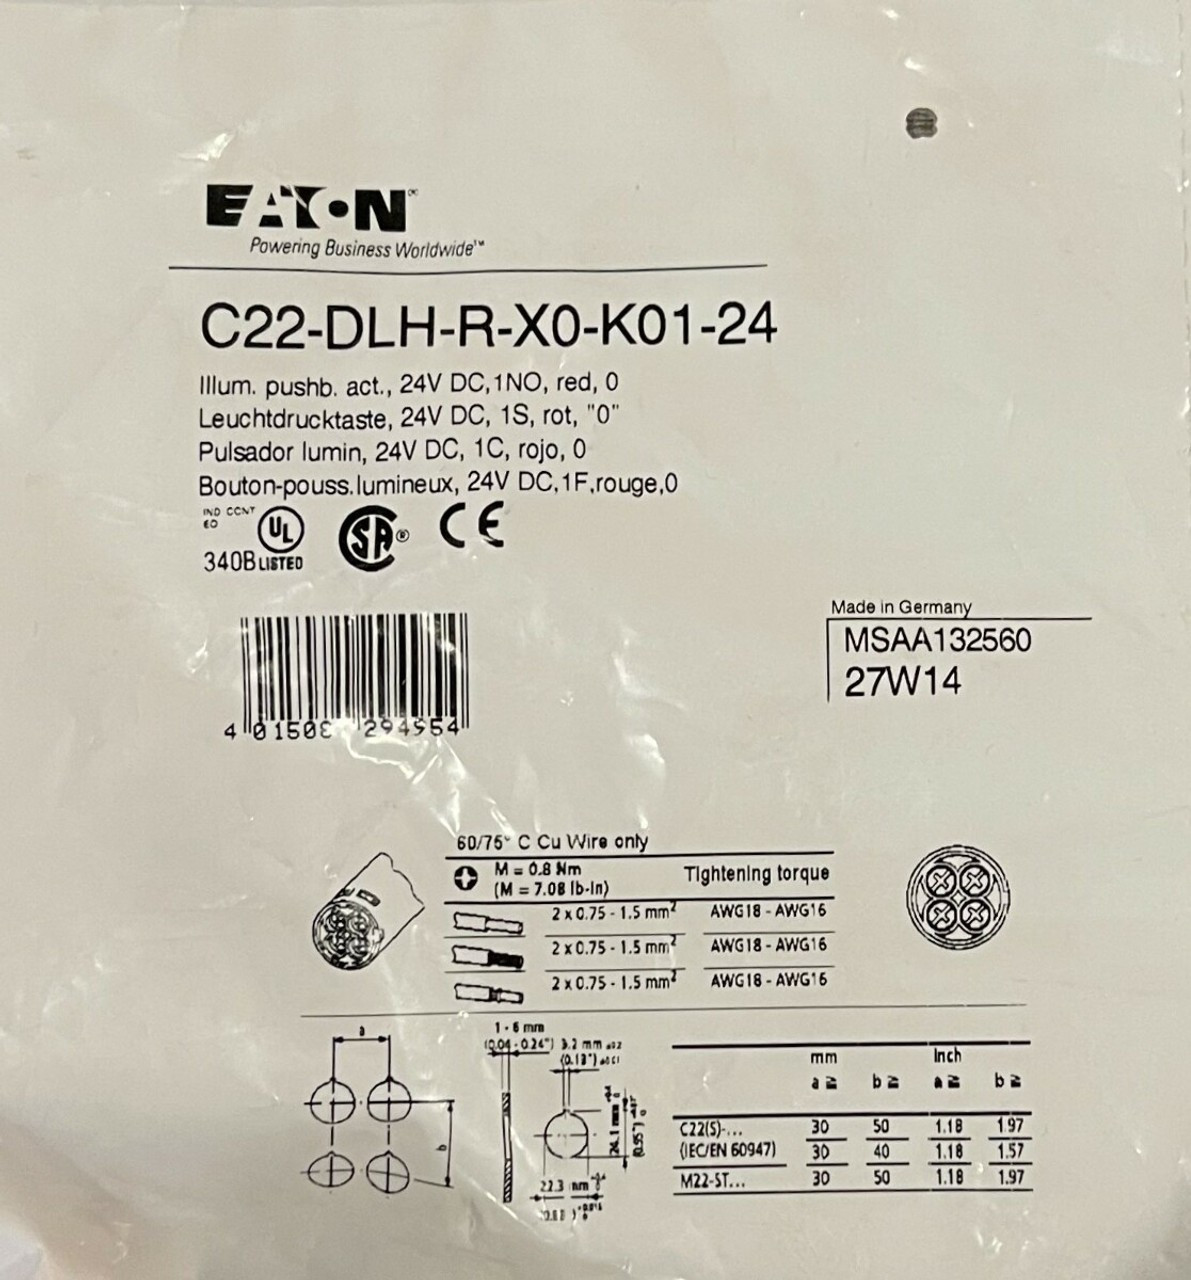 EATON
Powering Business Worldwide™
C22-DLH-R-X0-K01-24
Illum. pushb. act., 24V DC,1NO, red, 0
Leuchtdrucktaste, 24V DC, 1S, rot, "0"
Pulsador lumin, 24V DC, 1C, rojo, 0
Bouton-pouss.lumineux, 24V DC,1F,rouge,0
IND CONT
EQ
UL
SA ®
CE
340B LISTED
Made in Germany
MSAA132560
27W14
4 01508 294954
60/75° C Cu Wire only
M = 0.8 Nm
(M = 7.08 lb-in)
Tightening torque
2 x 0.75 - 1.5 mm² AWG18 - AWG16
2 x 0.75 - 1.5 mm² AWG18 - AWG16
2 x 0.75 - 1.5 mm² AWG18 - AWG16
a
b
1 - 6 mm
(0.04 - 0.24")
3.2 mm
(0.13")
24.1 mm
(0.95")
22.3 mm
mm Inch
a ≥ b ≥ a ≥ b ≥
C22(S)-... 30 50 1.18 1.97
(IEC/EN 60947) 30 40 1.18 1.57
M22-ST... 30 50 1.18 1.97